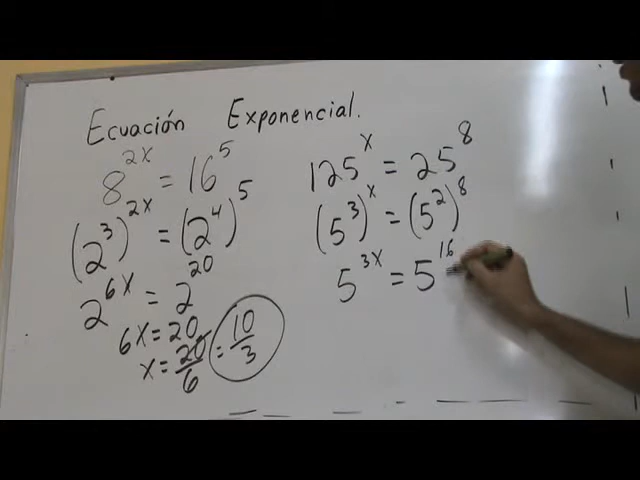 Ecuación Exponencial.
8^{2x} = 16^5
(2^3)^{2x} = (2^4)^5
2^{6x} = 2^{20}
6x = 20
x = 20/6 = 10/3
125^x = 25^8
(5^3)^x = (5^2)^8
5^{3x} = 5^{16}